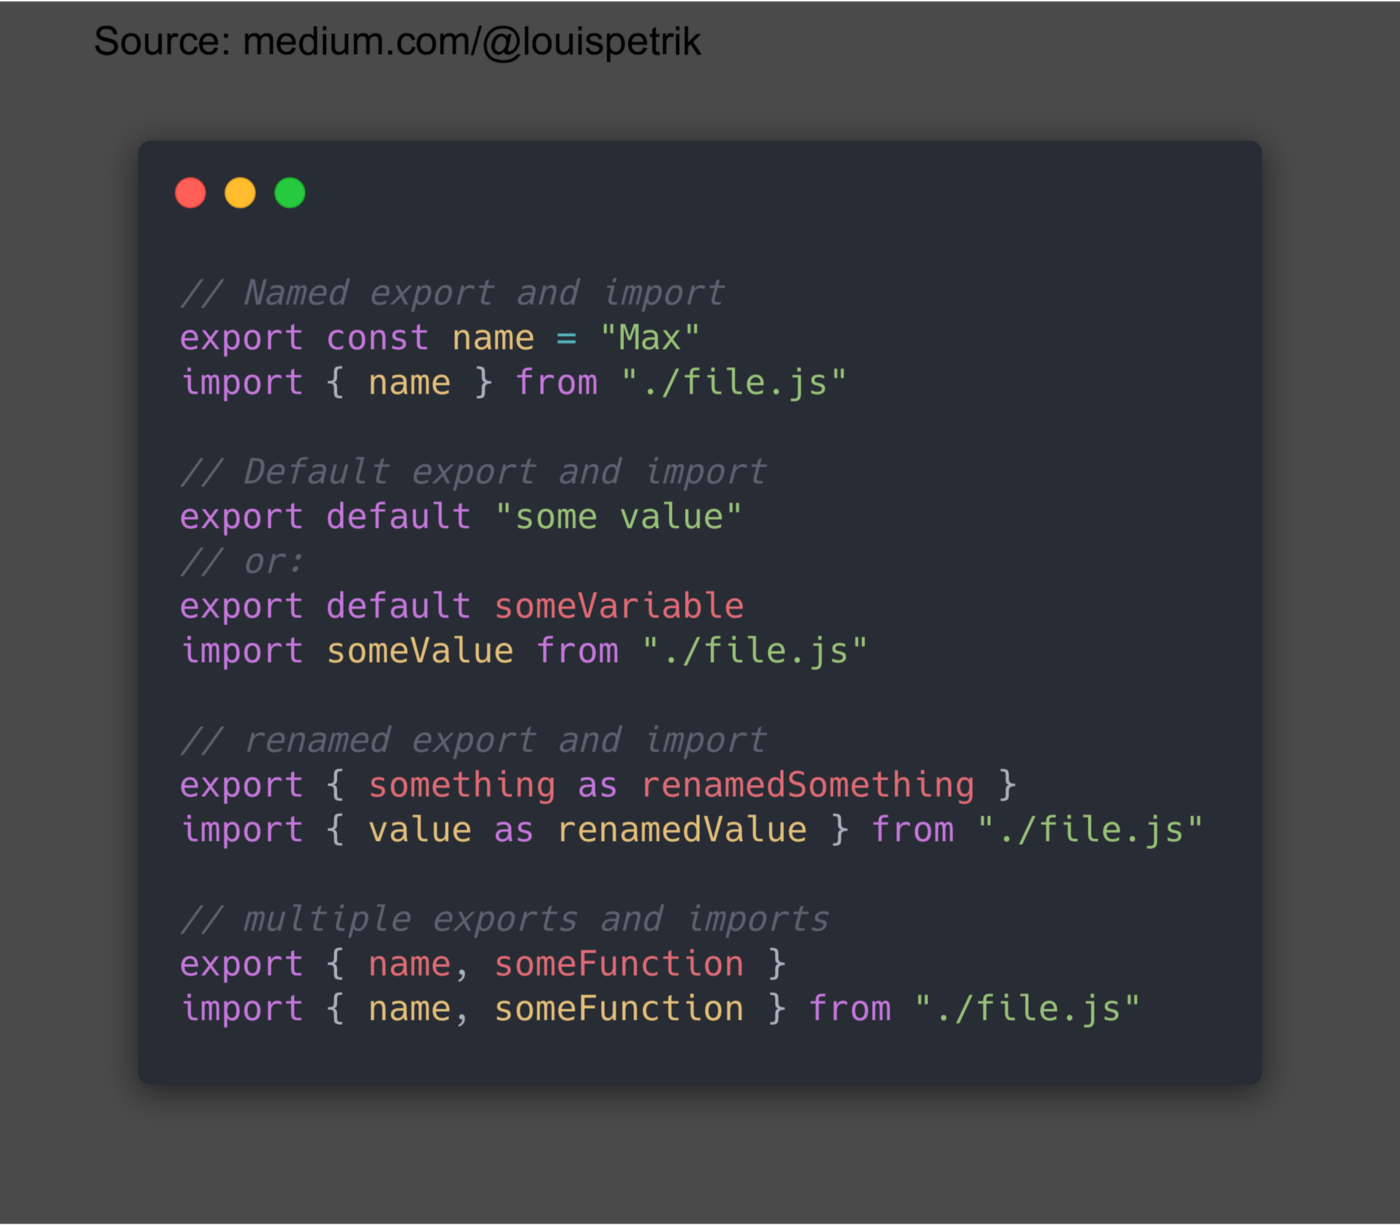 Source: medium.com/@louispetrik
// Named export and import
export const name = "Max"
import { name } from "./file.js"
// Default export and import
export default "some value"
// or:
export default someVariable
import someValue from "./file.js"
// renamed export and import
export { something as renamedSomething }
import { value as renamedValue } from "./file.js"
// multiple exports and imports
export { name, someFunction }
import { name, someFunction } from "./file.js"